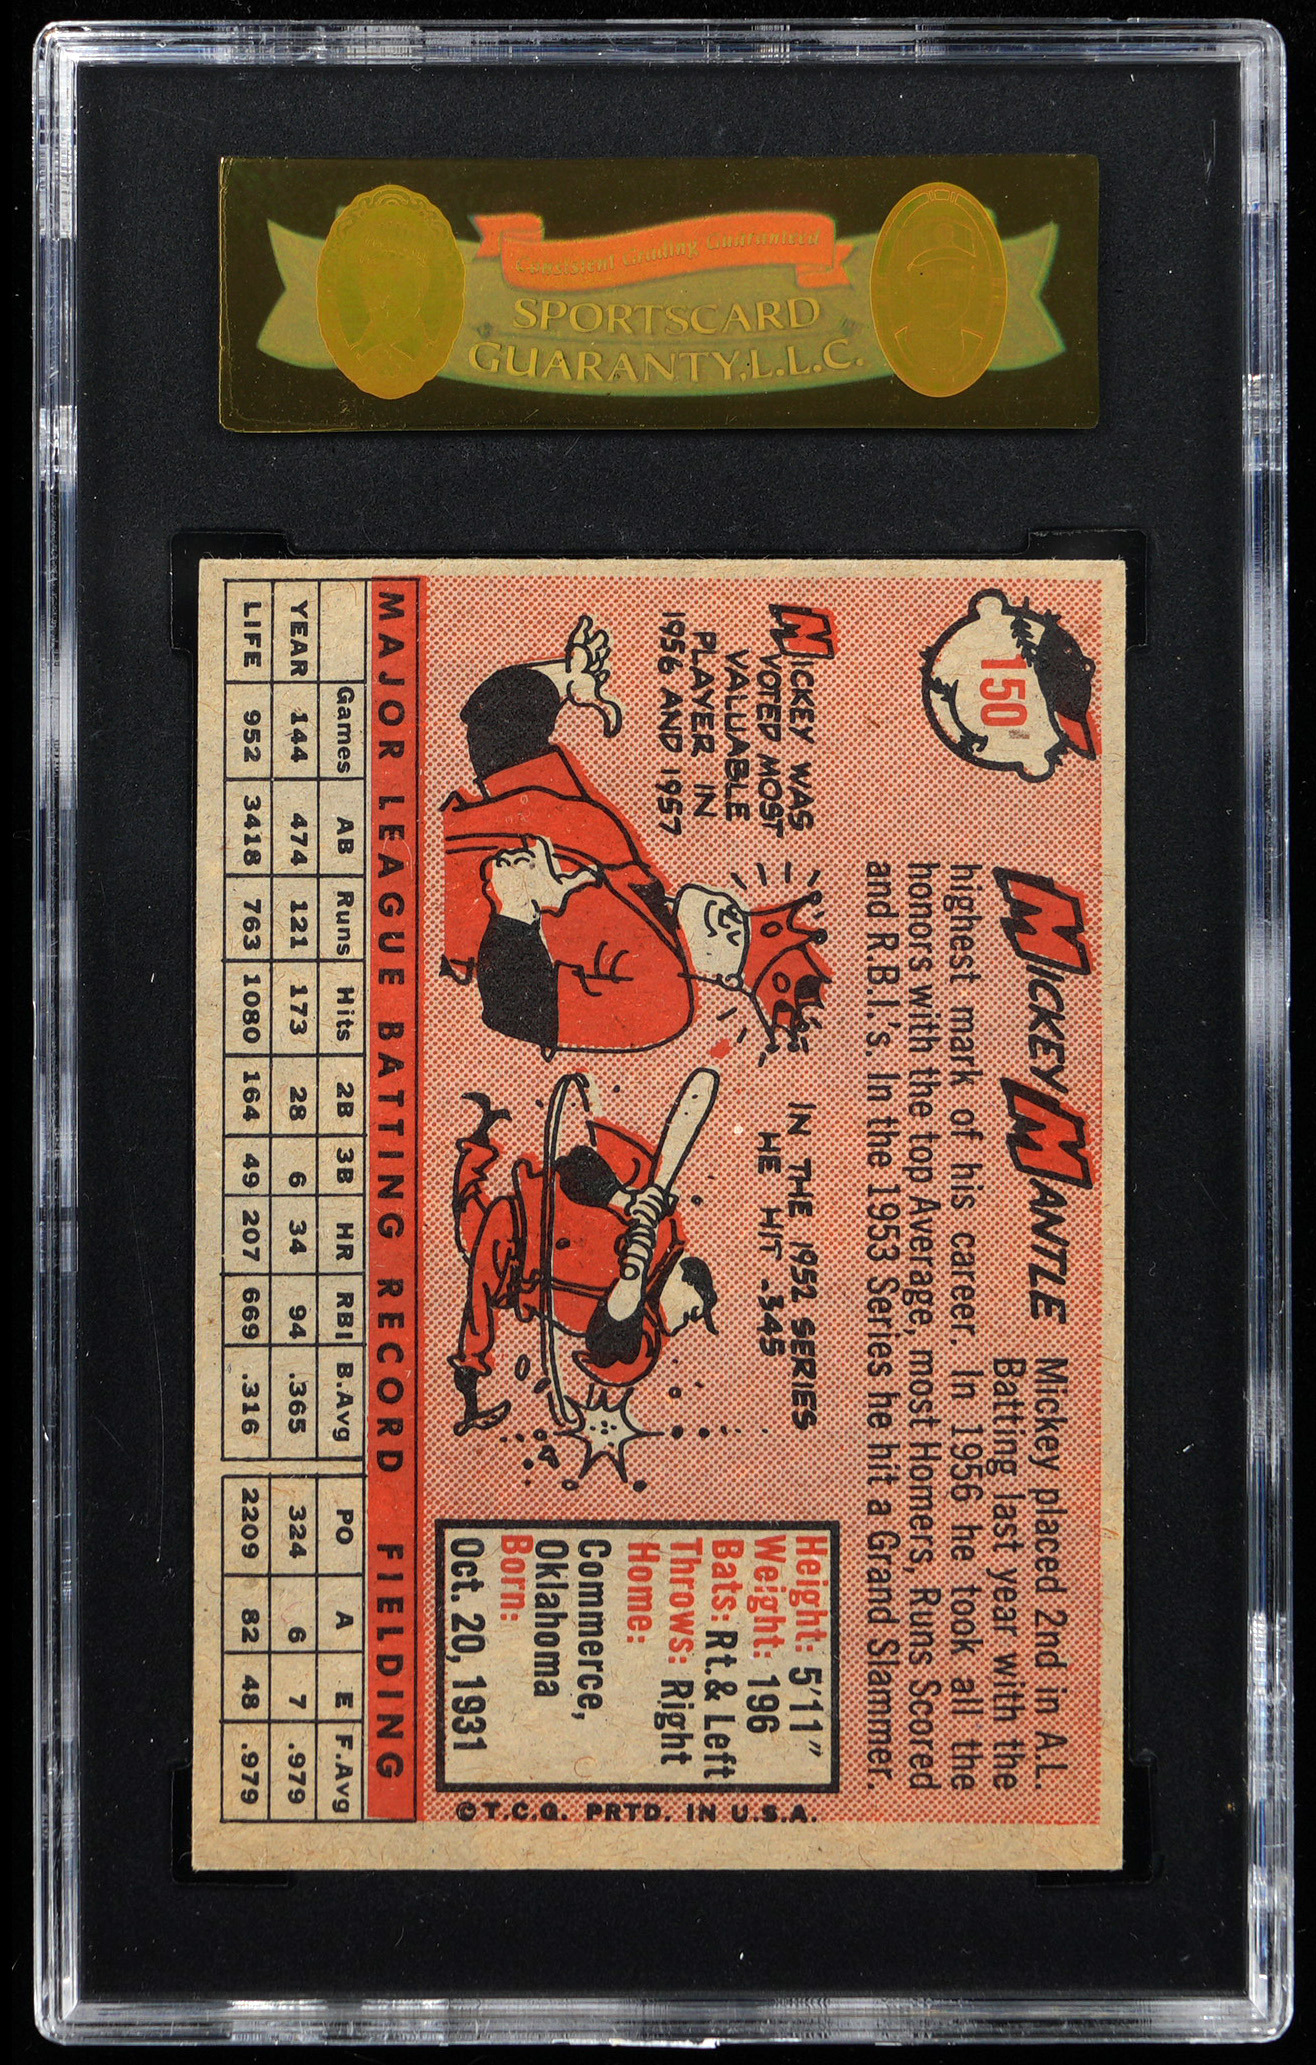 Consistent Grading Guaranteed
SPORTSCARD
GUARANTY, L.L.C.
150
MICKEY MANTLE
Mickey placed 2nd in A.L.
Batting last year with the
highest mark of his career. In 1956 he took all the
honors with the top Average, most Homers, Runs Scored
and R.B.I.'s. In the 1953 Series he hit a Grand Slammer.
MICKEY WAS
VOTED MOST
VALUABLE
PLAYER IN
1956 AND 1957
IN THE 1952 SERIES
HE HIT .345
Height: 5'11"
Weight: 196
Bats: Rt. & Left
Throws: Right
Home:
Commerce,
Oklahoma
Born:
Oct. 20, 1931
© T.C.G. PRTD. IN U.S.A.
MAJOR LEAGUE BATTING RECORD FIELDING
Games AB Runs Hits 2B 3B HR RBI B.Avg PO A E F.Avg
YEAR 144 474 121 173 28 6 34 94 .365 324 6 7 .979
LIFE 952 3418 763 1080 164 49 207 669 .316 2209 82 48 .979